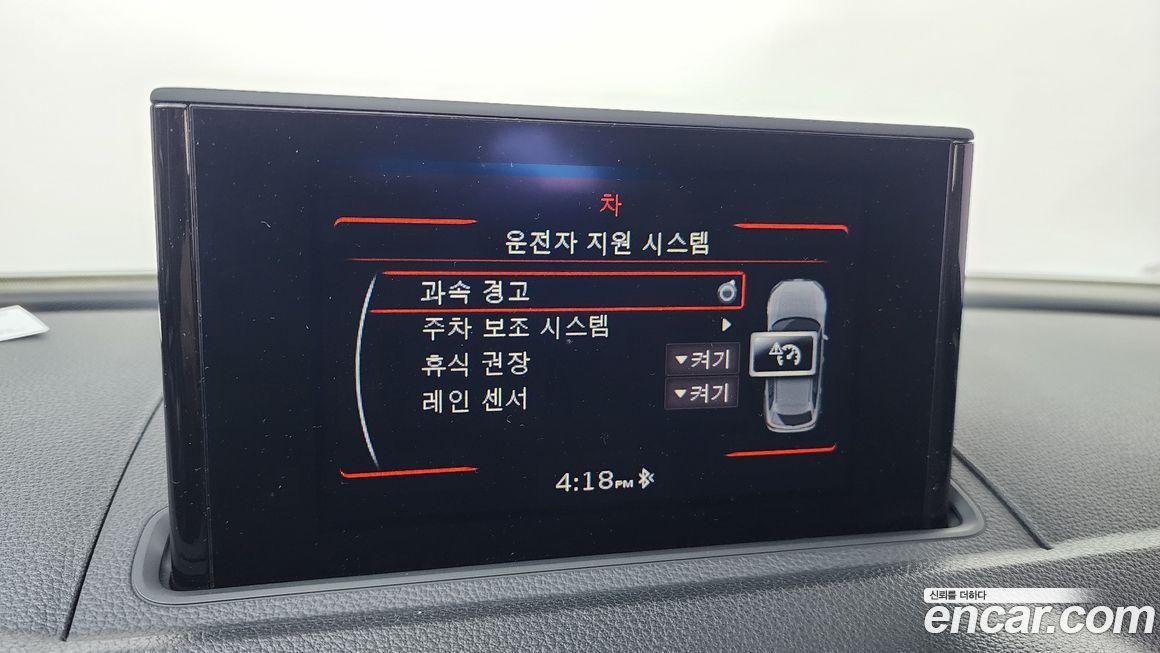 차
운전자 지원 시스템
과속 경고
주차 보조 시스템
휴식 권장 켜기
레인 센서 켜기
4:18PM
신뢰를 더하다
encar.com